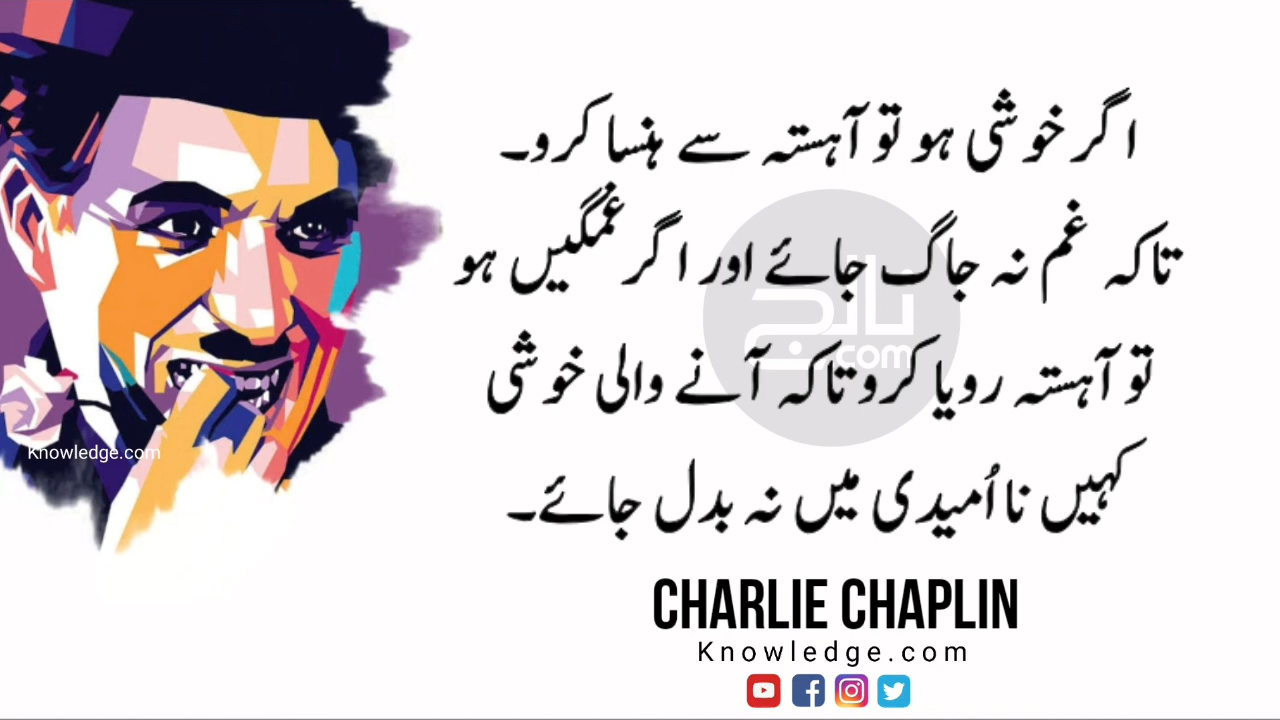 اگر خوشی ہو تو آہستہ سے ہنسا کرو۔
تاکہ غم نہ جاگ جائے اور اگر غمگیں ہو
تو آہستہ رویا کرو تاکہ آنے والی خوشی
کہیں نا اُمیدی میں نہ بدل جائے۔
CHARLIE CHAPLIN
Knowledge.com
Knowledge.com
نالج
.com